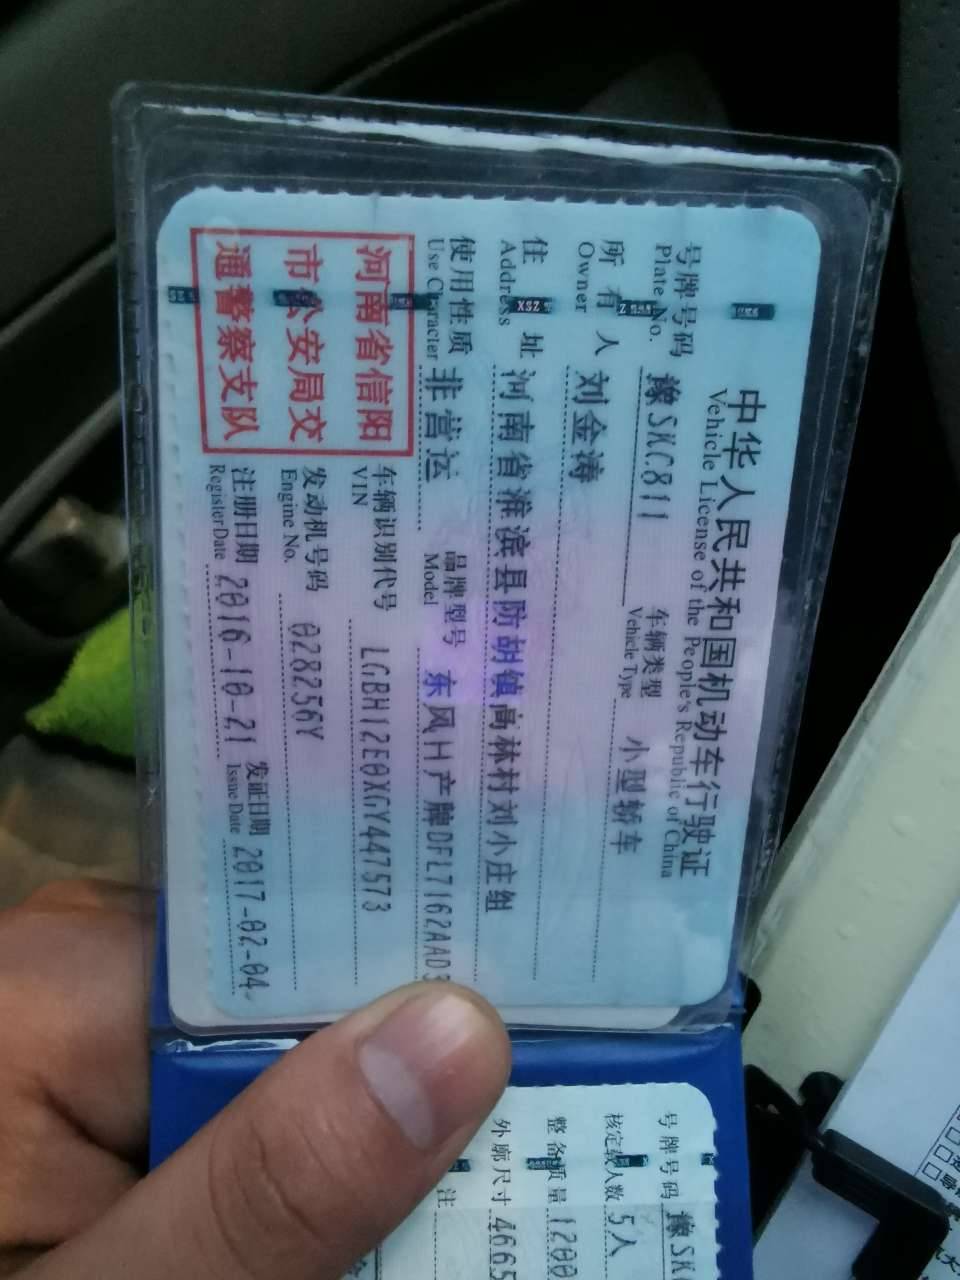 中华人民共和国机动车行驶证
Vehicle License of the People's Republic of China
号牌号码 豫SKC811 车辆类型 小型轿车
Plate No. Vehicle Type
所有人 刘金涛
Owner
住址 河南省淮滨县防胡镇高林村刘小庄组
Address
使用性质 非营运 品牌型号 东风H产牌DFL7162AAD3
Use Character Model
河南省信阳
市公安局交
通警察支队
车辆识别代号 LGBH12E0XGY447573
VIN
发动机号码 028256Y
Engine No.
注册日期 2016-10-21 发证日期 2017-02-04
Register Date Issue Date
号牌号码 豫SK
核定载人数 5人
整备质量 1200
外廓尺寸 4665
注